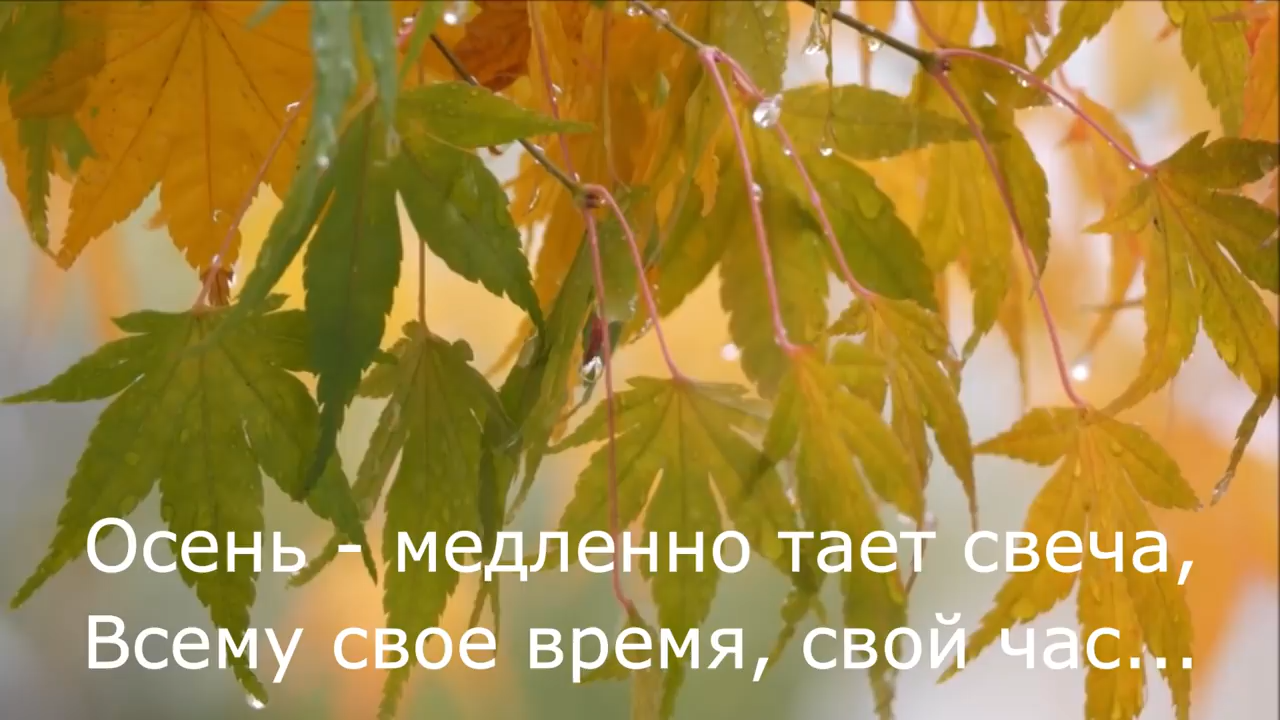 Осень - медленно тает свеча,
Всему свое время, свой час...